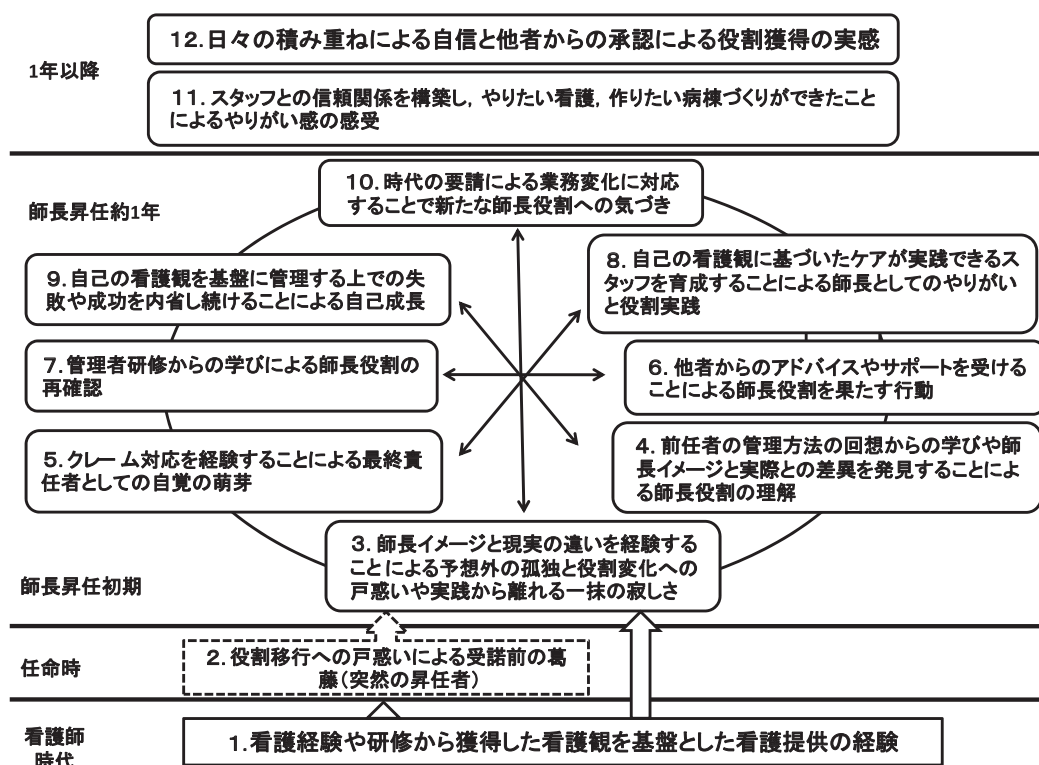 12.日々の積み重ねによる自信と他者からの承認による役割獲得の実感
1年以降
11.スタッフとの信頼関係を構築し，やりたい看護，作りたい病棟づくりができたこと
によるやりがい感の感受
10.時代の要請による業務変化に対応
することで新たな師長役割への気づき
師長昇任約1年
9.自己の看護観を基盤に管理する上での失
敗や成功を内省し続けることによる自己成長
8.自己の看護観に基づいたケアが実践できるス
タッフを育成することによる師長としてのやりがい
と役割実践
7.管理者研修からの学びによる師長役割の
再確認
6.他者からのアドバイスやサポートを受ける
ことによる師長役割を果たす行動
5.クレーム対応を経験することによる最終責
任者としての自覚の萌芽
4.前任者の管理方法の回想からの学びや師
長イメージと実際との差異を発見することによ
る師長役割の理解
3.師長イメージと現実の違いを経験する
ことによる予想外の孤独と役割変化への
戸惑いや実践から離れる一抹の寂しさ
師長昇任初期
任命時
2.役割移行への戸惑いによる受諾前の葛
藤(突然の昇任者)
看護師
時代
1.看護経験や研修から獲得した看護観を基盤とした看護提供の経験